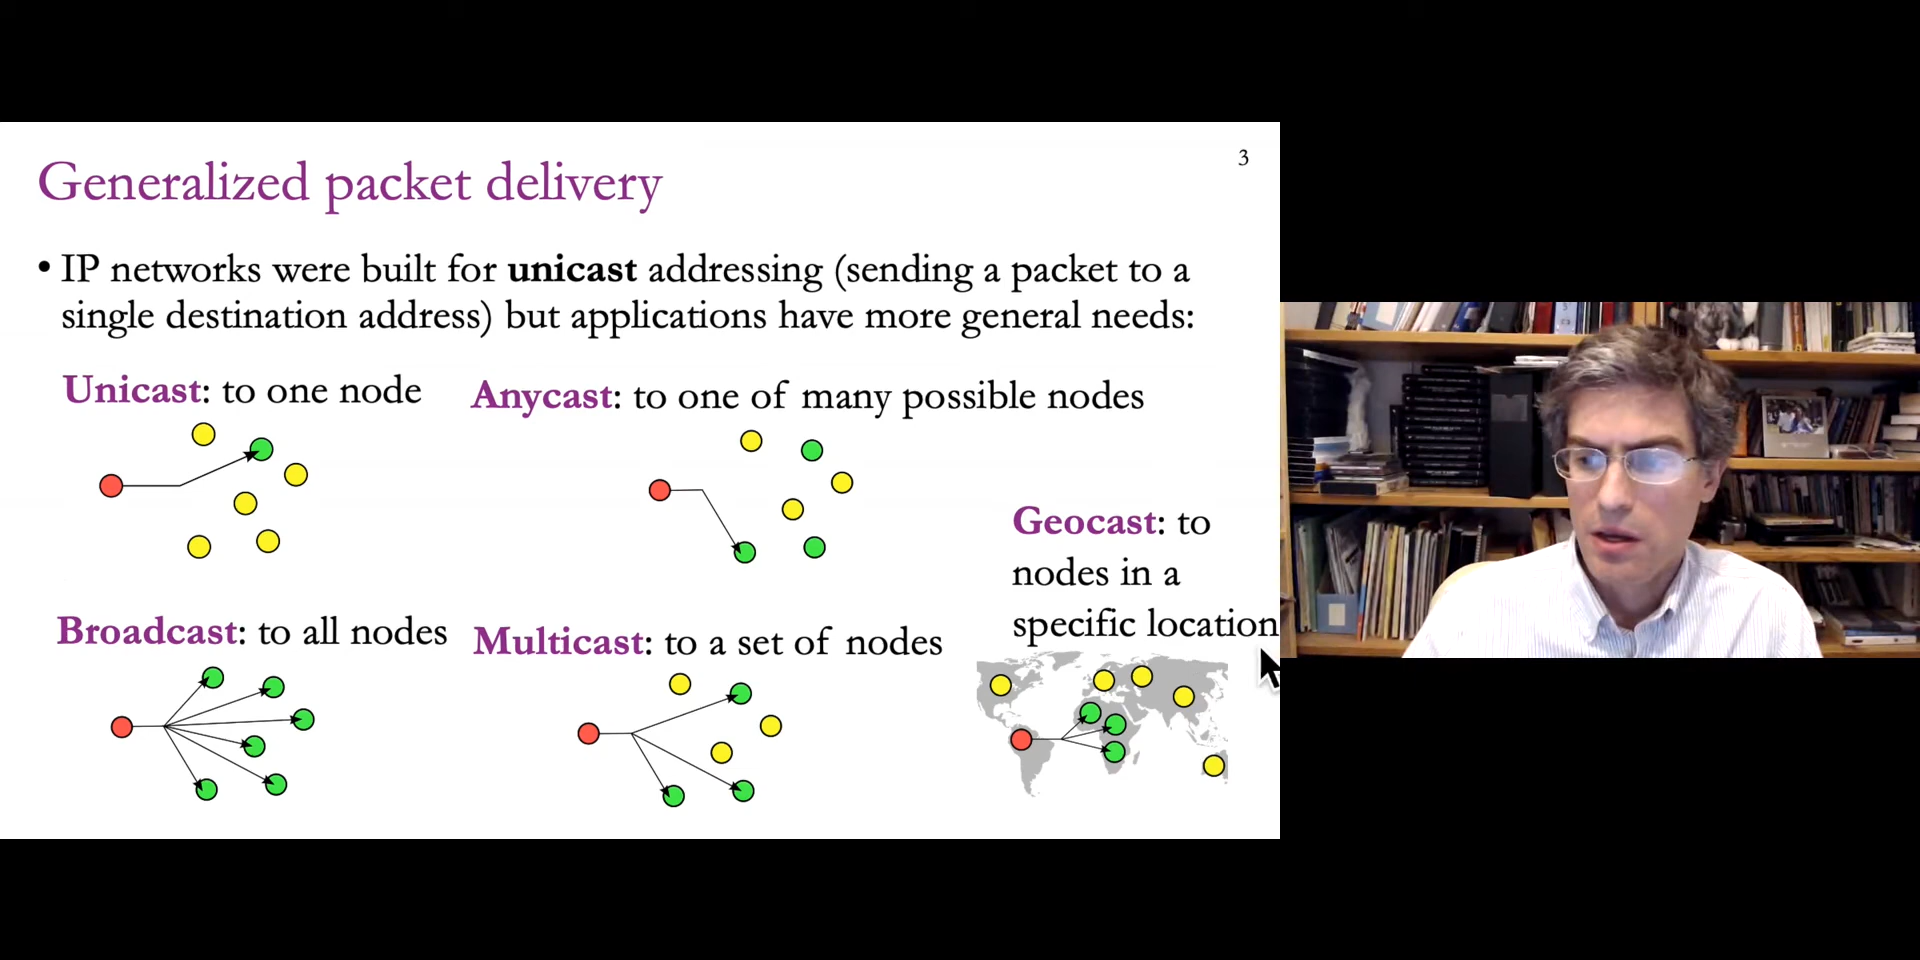 3
Generalized packet delivery
• IP networks were built for unicast addressing (sending a packet to a
single destination address) but applications have more general needs:
Unicast: to one node
Anycast: to one of many possible nodes
Geocast: to
nodes in a
specific location
Broadcast: to all nodes
Multicast: to a set of nodes